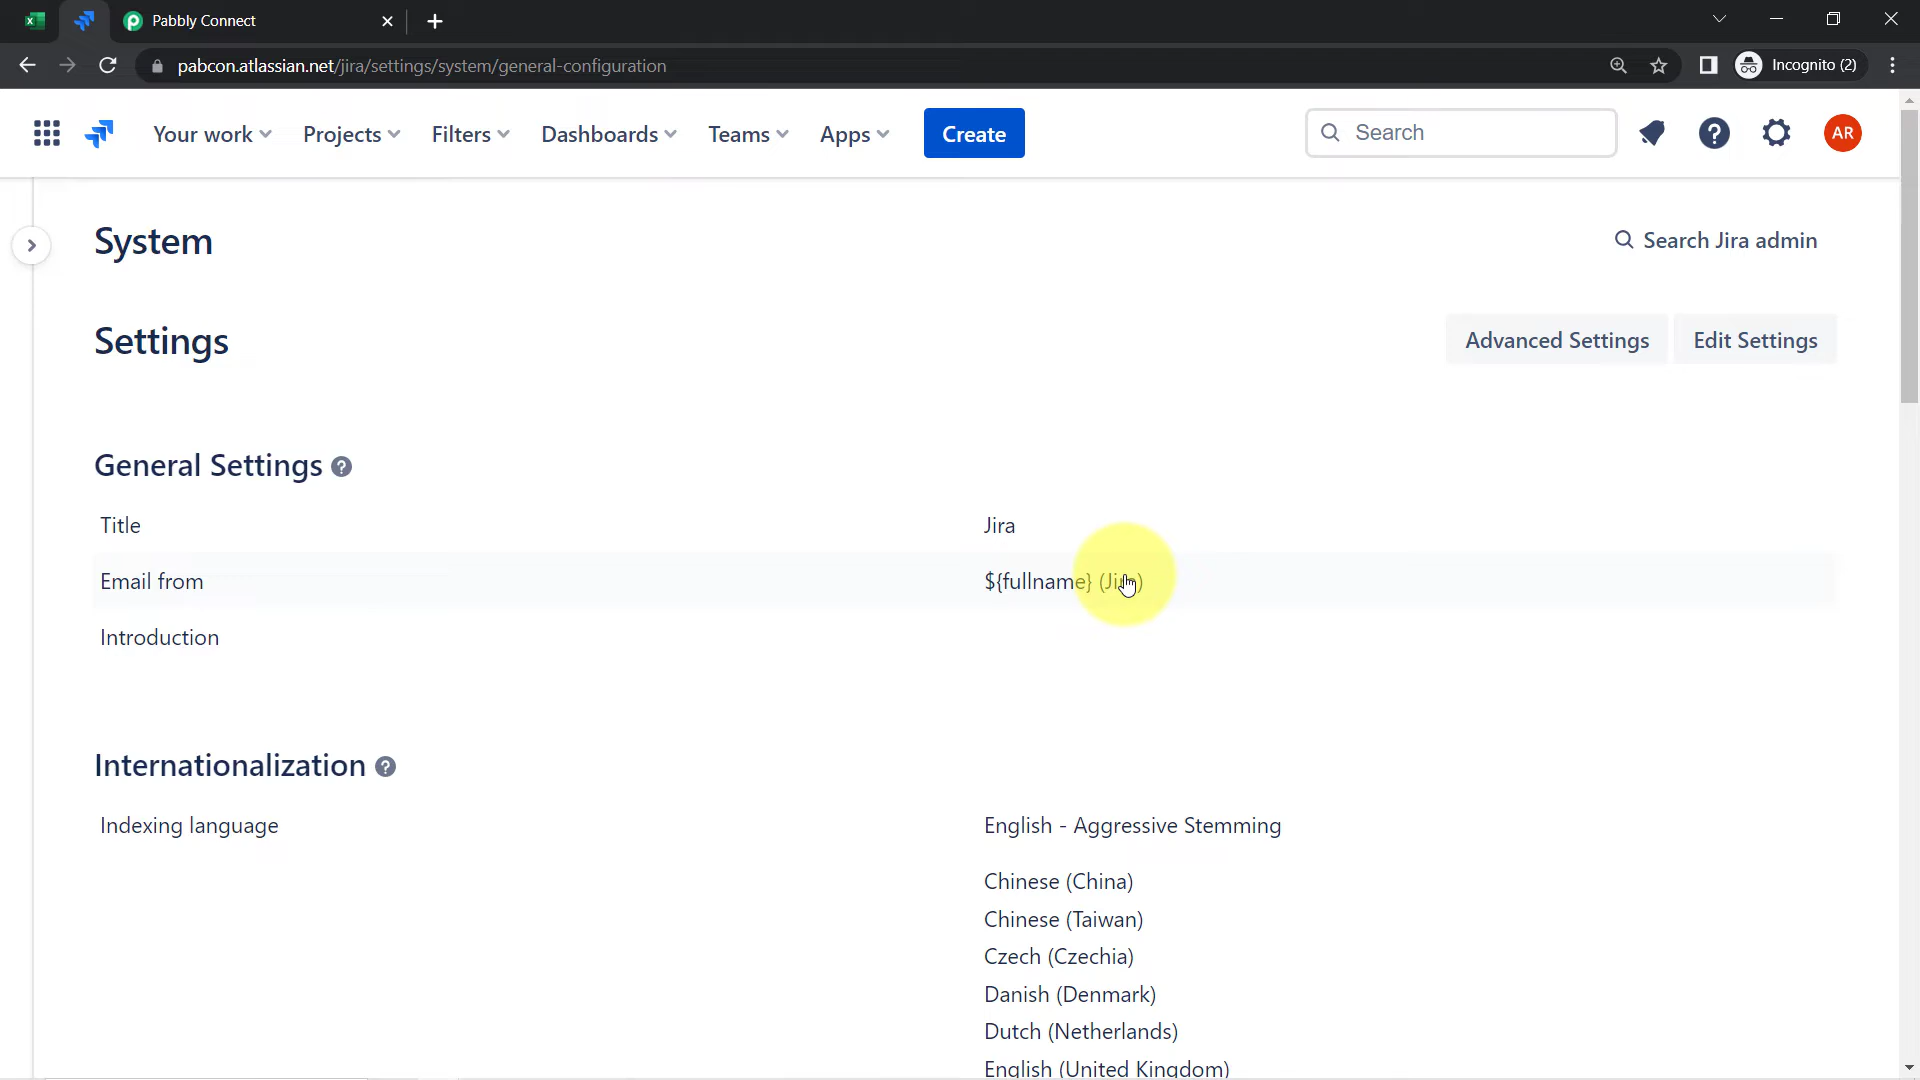 Pabbly Connect
pabcon.atlassian.net/jira/settings/system/general-configuration
Incognito (2)
Your work Projects Filters Dashboards Teams Apps Create Search AR
System
Search Jira admin
Settings
Advanced Settings Edit Settings
General Settings
Title Jira
Email from ${fullname} (Jira)
Introduction
Internationalization
Indexing language English - Aggressive Stemming
Chinese (China)
Chinese (Taiwan)
Czech (Czechia)
Danish (Denmark)
Dutch (Netherlands)
English (United Kingdom)